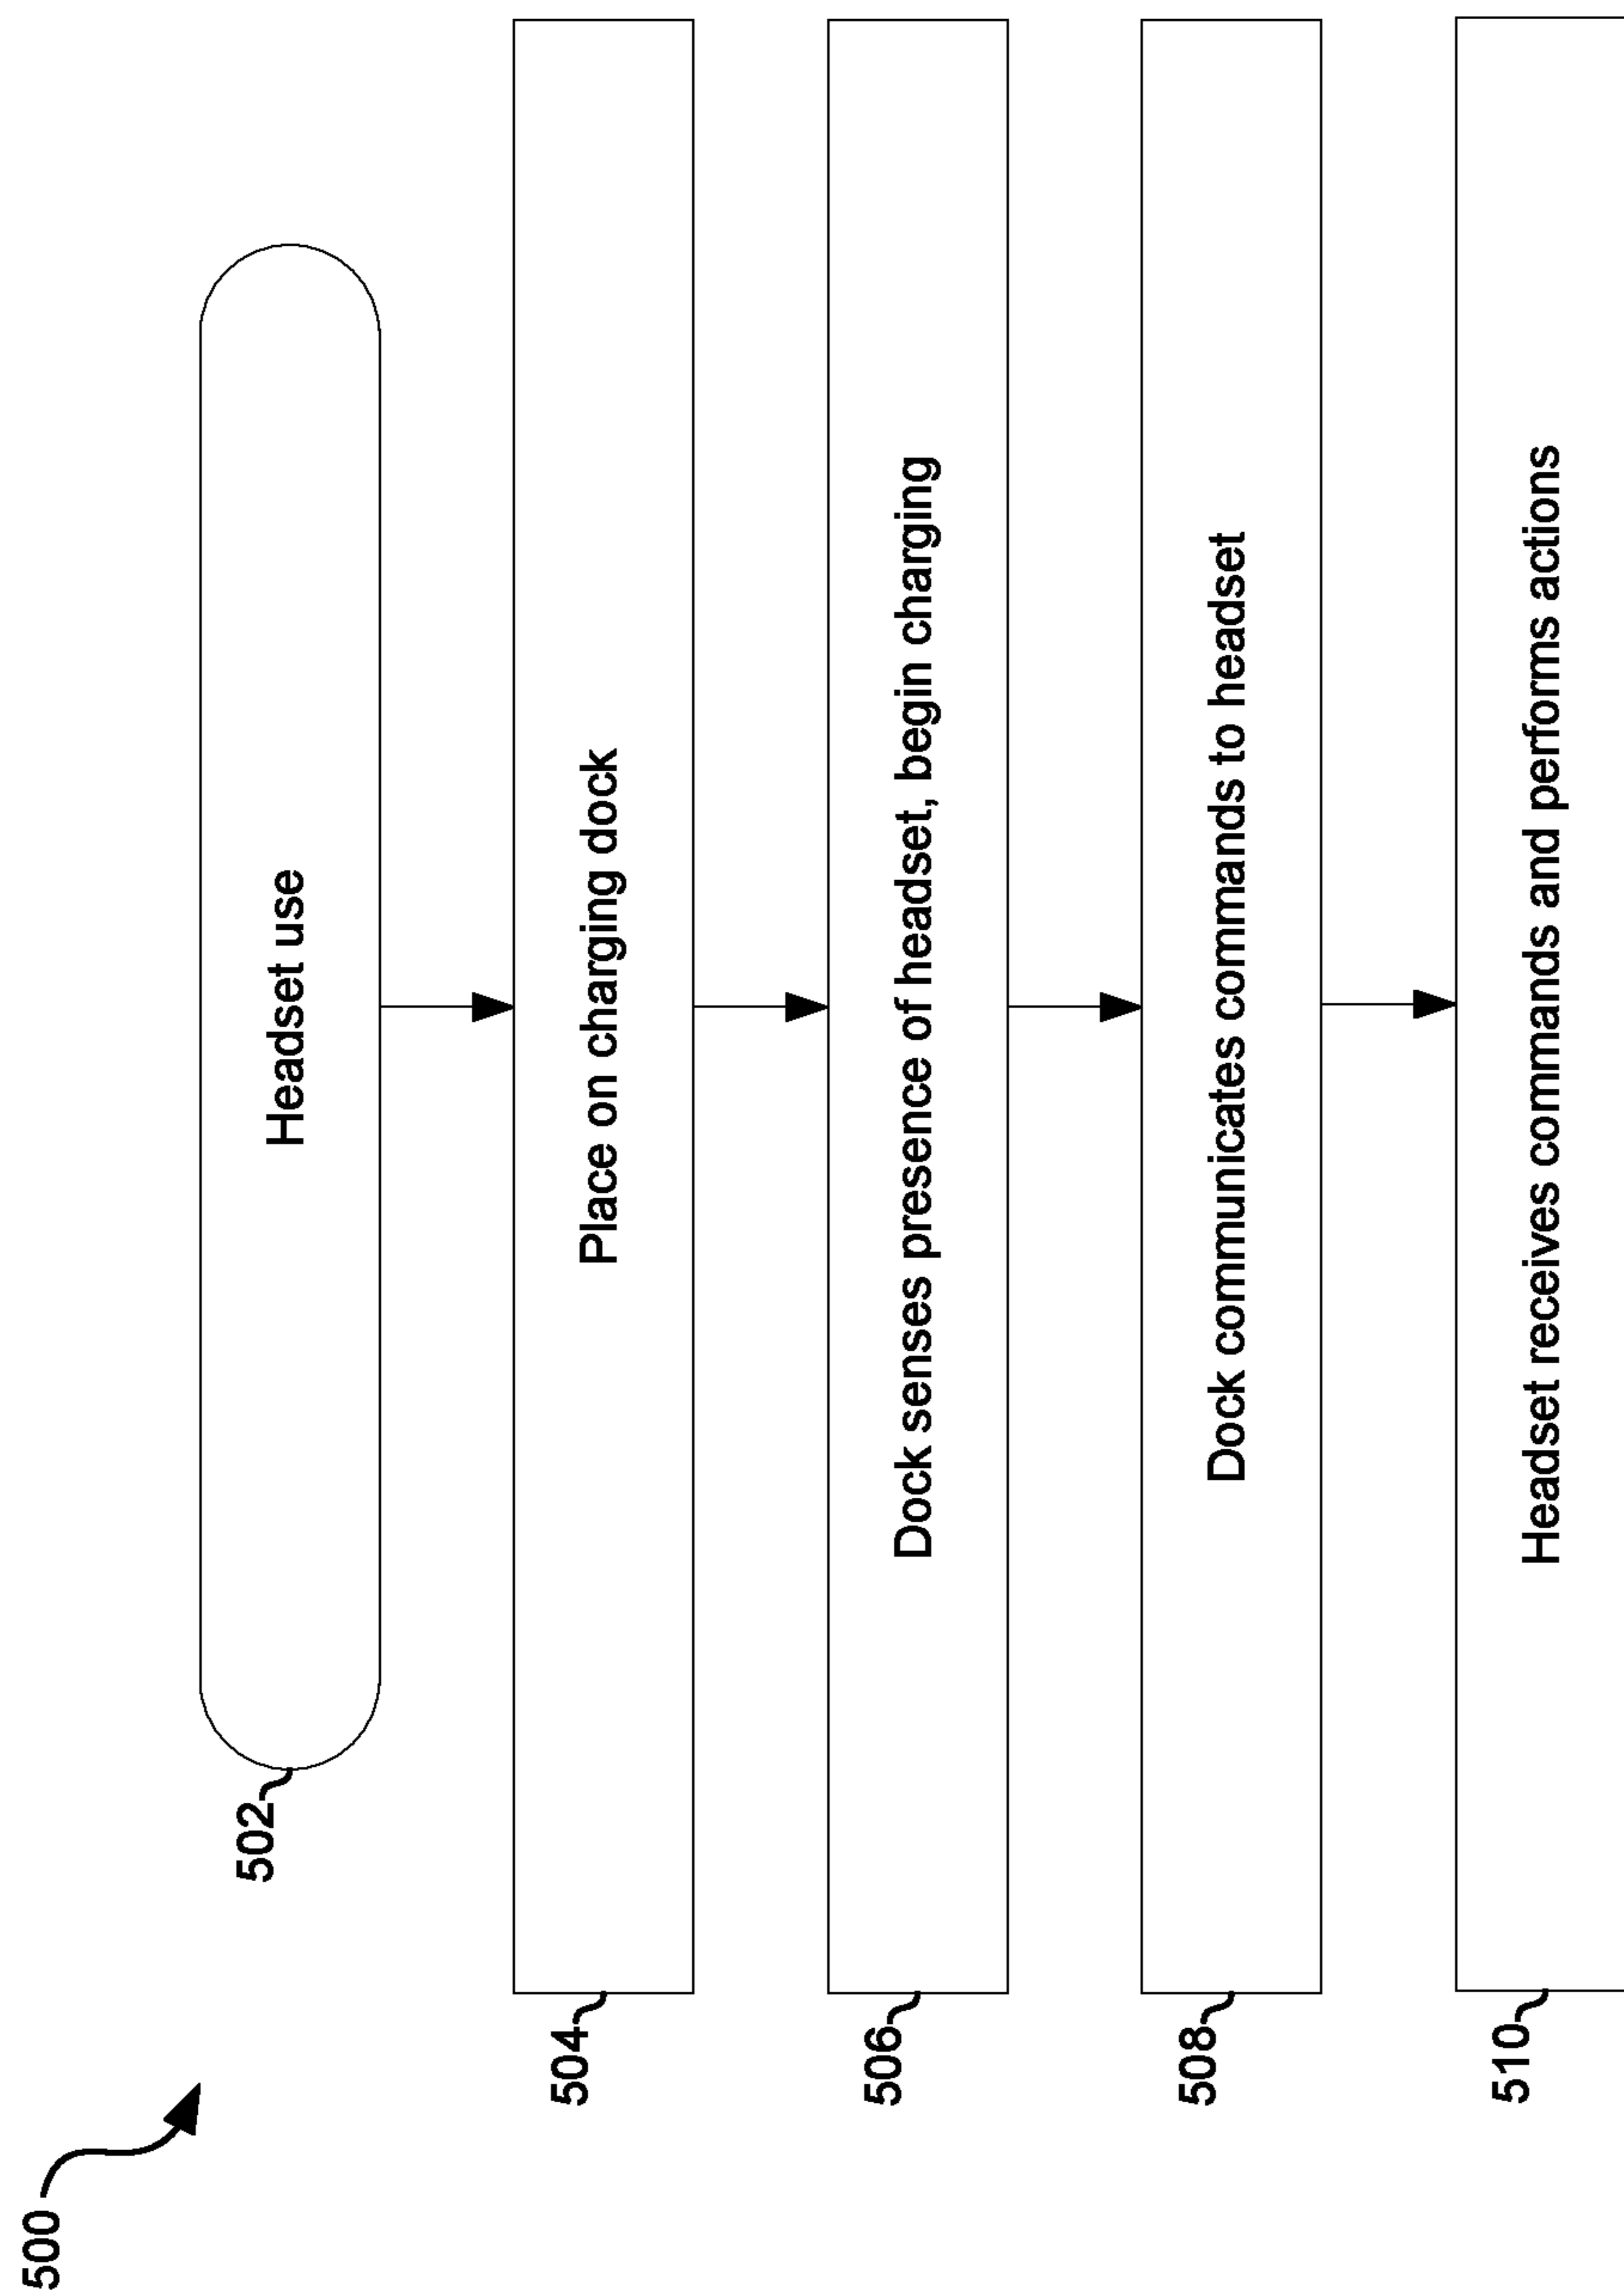 500
502
Headset use
504
Place on charging dock
506
Dock senses presence of headset, begin charging
508
Dock communicates commands to headset
510
Headset receives commands and performs actions